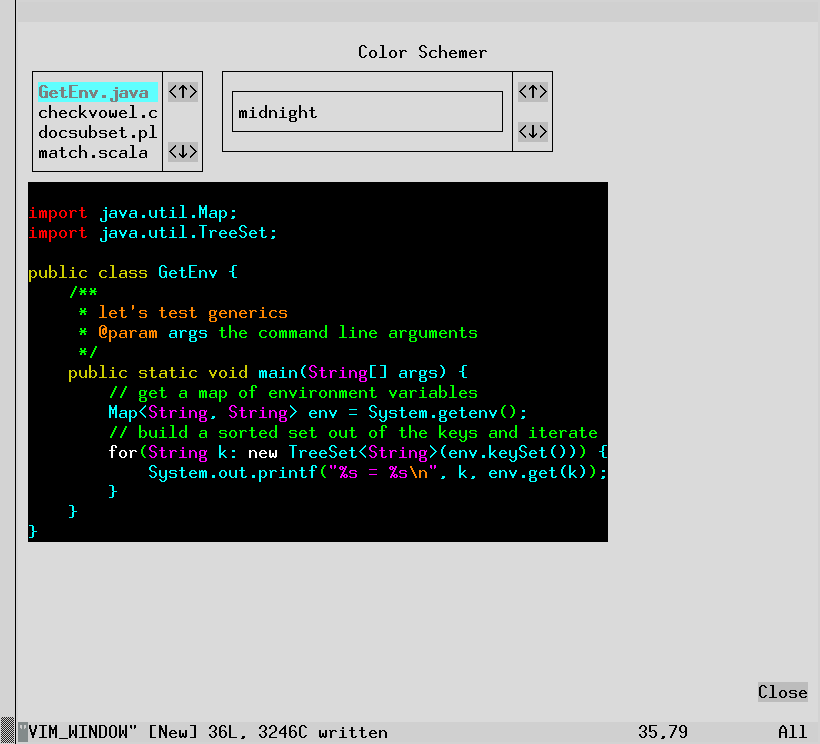 Color Schemer
GetEnv.java <↑>
checkvowel.c
docsubset.pl
match.scala <↓>
<↑>
midnight
<↓>
import java.util.Map;
import java.util.TreeSet;
public class GetEnv {
    /**
     * let's test generics
     * @param args the command line arguments
     */
    public static void main(String[] args) {
        // get a map of environment variables
        Map<String, String> env = System.getenv();
        // build a sorted set out of the keys and iterate
        for(String k: new TreeSet<String>(env.keySet())) {
            System.out.printf("%s = %s\n", k, env.get(k));
        }
    }
}
Close
"VIM_WINDOW" [New] 36L, 3246C written 35,79 All